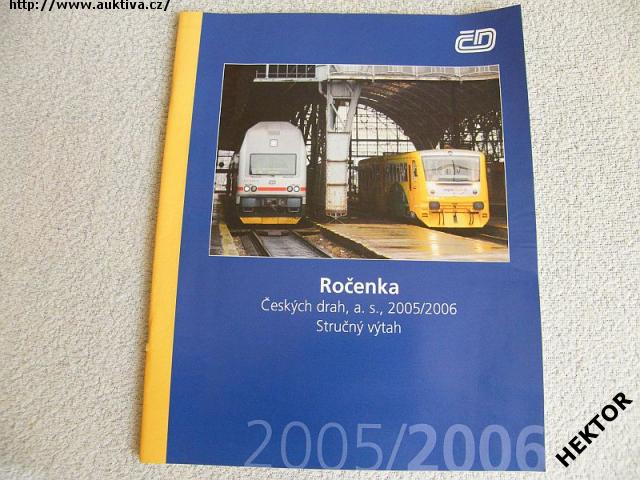 http://www.auktiva.cz/
ČD
Ročenka
Českých drah, a. s., 2005/2006
Stručný výtah
2005/2006
HEKTOR